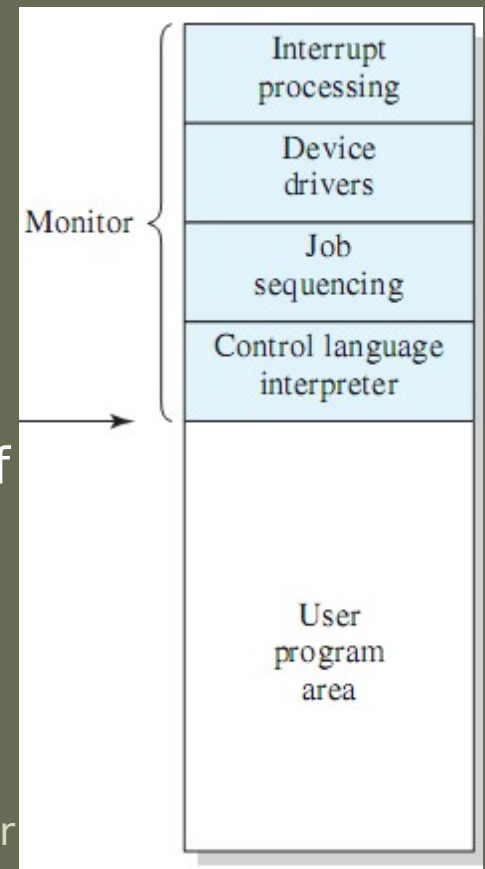 Interrupt
processing
Device
drivers
Monitor
Job
sequencing
Control language
interpreter
f
User
program
area
r